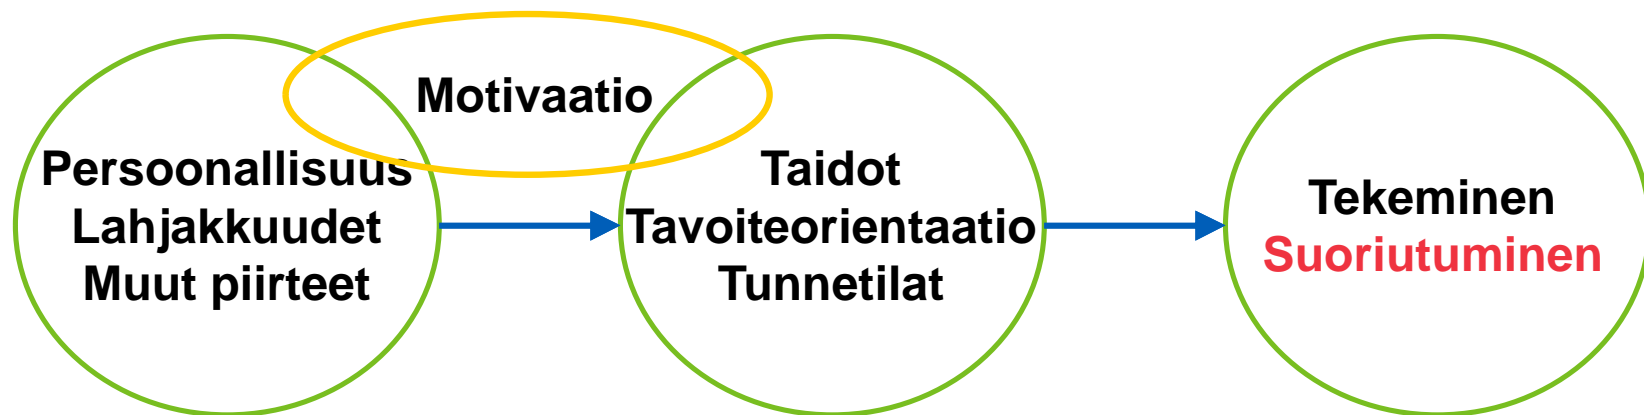 Motivaatio
Persoonallisuus
Lahjakkuudet
Muut piirteet
Taidot
Tavoiteorientaatio
Tunnetilat
Tekeminen
Suoriutuminen